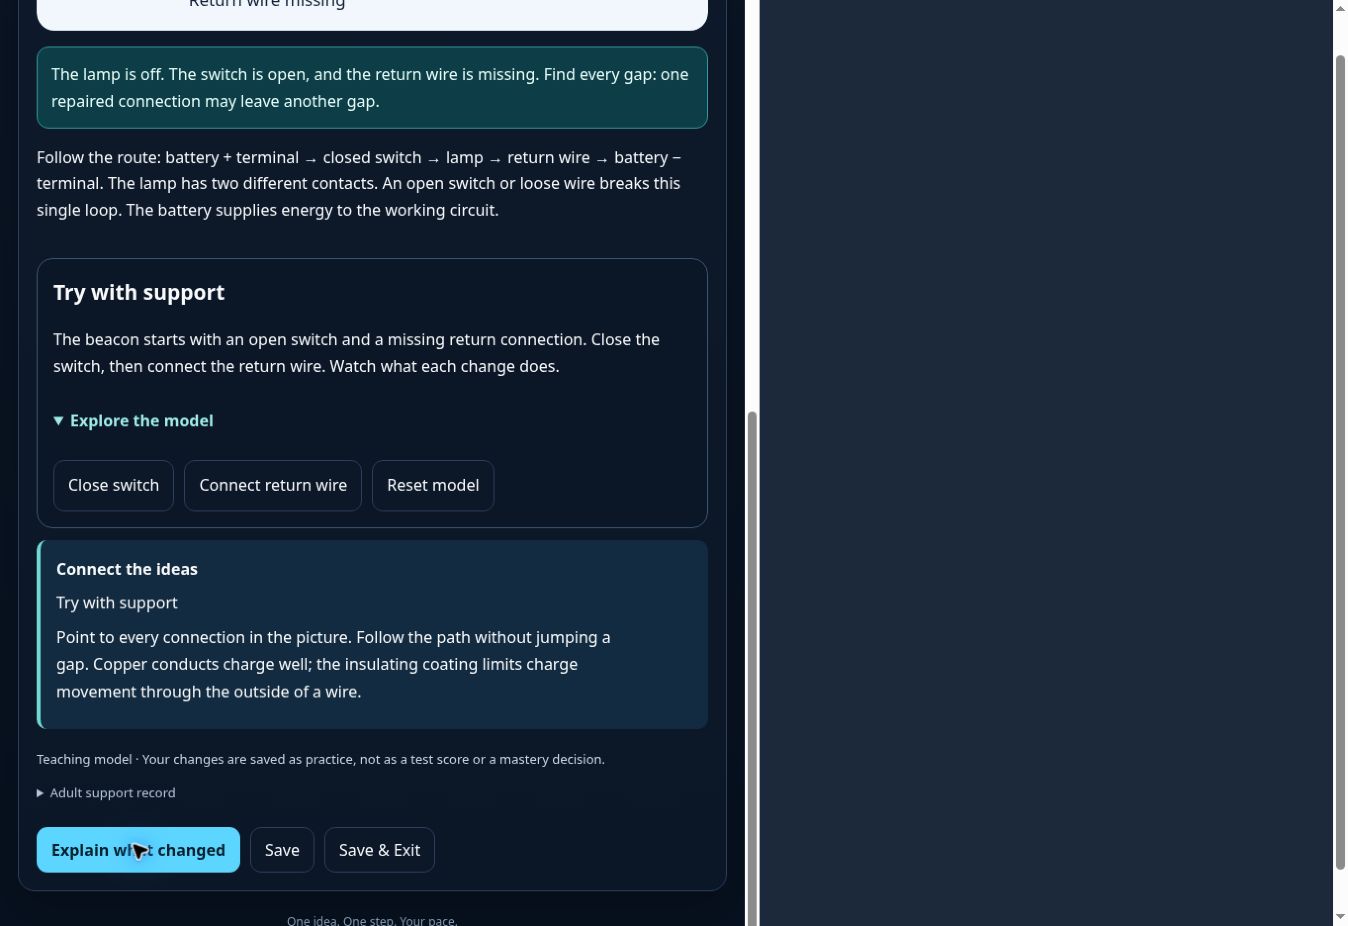 Return wire missing
The lamp is off. The switch is open, and the return wire is missing. Find every gap: one
repaired connection may leave another gap.
Follow the route: battery + terminal → closed switch → lamp → return wire → battery −
terminal. The lamp has two different contacts. An open switch or loose wire breaks this
single loop. The battery supplies energy to the working circuit.
Try with support
The beacon starts with an open switch and a missing return connection. Close the
switch, then connect the return wire. Watch what each change does.
▼ Explore the model
Close switch Connect return wire Reset model
Connect the ideas
Try with support
Point to every connection in the picture. Follow the path without jumping a
gap. Copper conducts charge well; the insulating coating limits charge
movement through the outside of a wire.
Teaching model · Your changes are saved as practice, not as a test score or a mastery decision.
▶ Adult support record
Explain what changed Save Save & Exit
One idea. One step. Your pace.